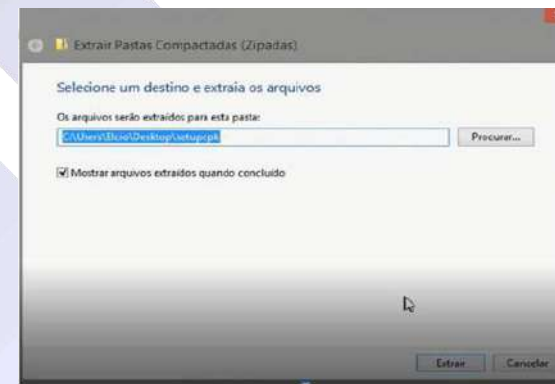 Extrair Pastas Compactadas (Zipadas)
Selecione um destino e extraia os arquivos
Os arquivos serão extraídos para esta pasta:
C:\Users\Elcio\Desktop\setupcpk
Procurar...
Mostrar arquivos extraídos quando concluído
Extrair
Cancelar